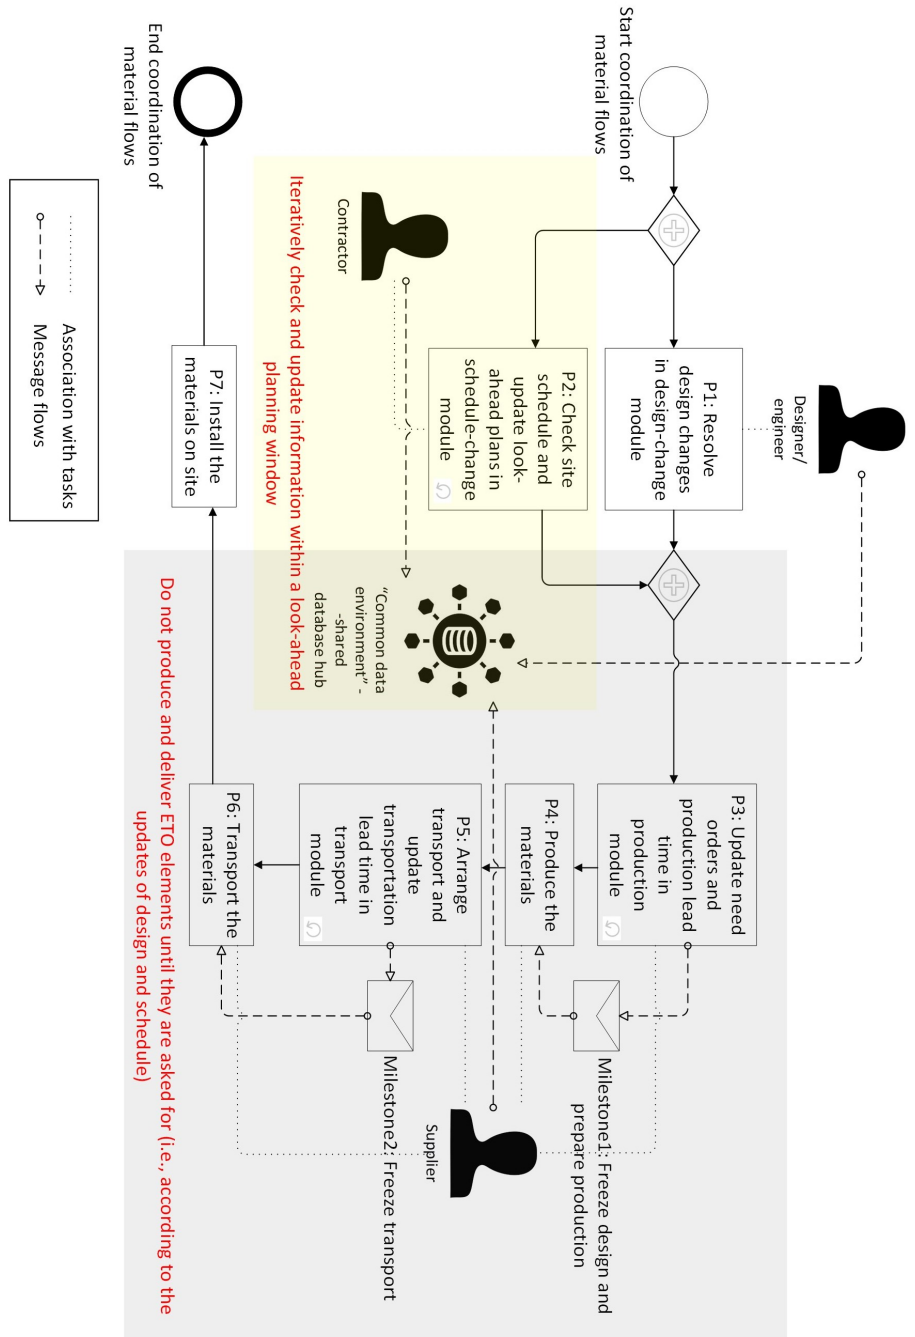 Start coordination of
material flows
Designer/
engineer
P1: Resolve
design changes
in design-change
module
P2: Check site
schedule and
update look-
ahead plans in
schedule-change
module
Contractor
Iteratively check and update information within a look-ahead
planning window
"Common data
environment" -
-shared
database hub
P3: Update need
orders and
production lead
time in
production
module
Milestone1: Freeze design and
prepare production
P4: Produce the
materials
P5: Arrange
transport and
update
transportation
lead time in
transport
module
Supplier
Milestone2: Freeze transport
P6: Transport the
materials
Do not produce and deliver ETO elements until they are asked for (i.e., according to the
updates of design and schedule)
P7: Install the
materials on site
End coordination of
material flows
Association with tasks
Message flows